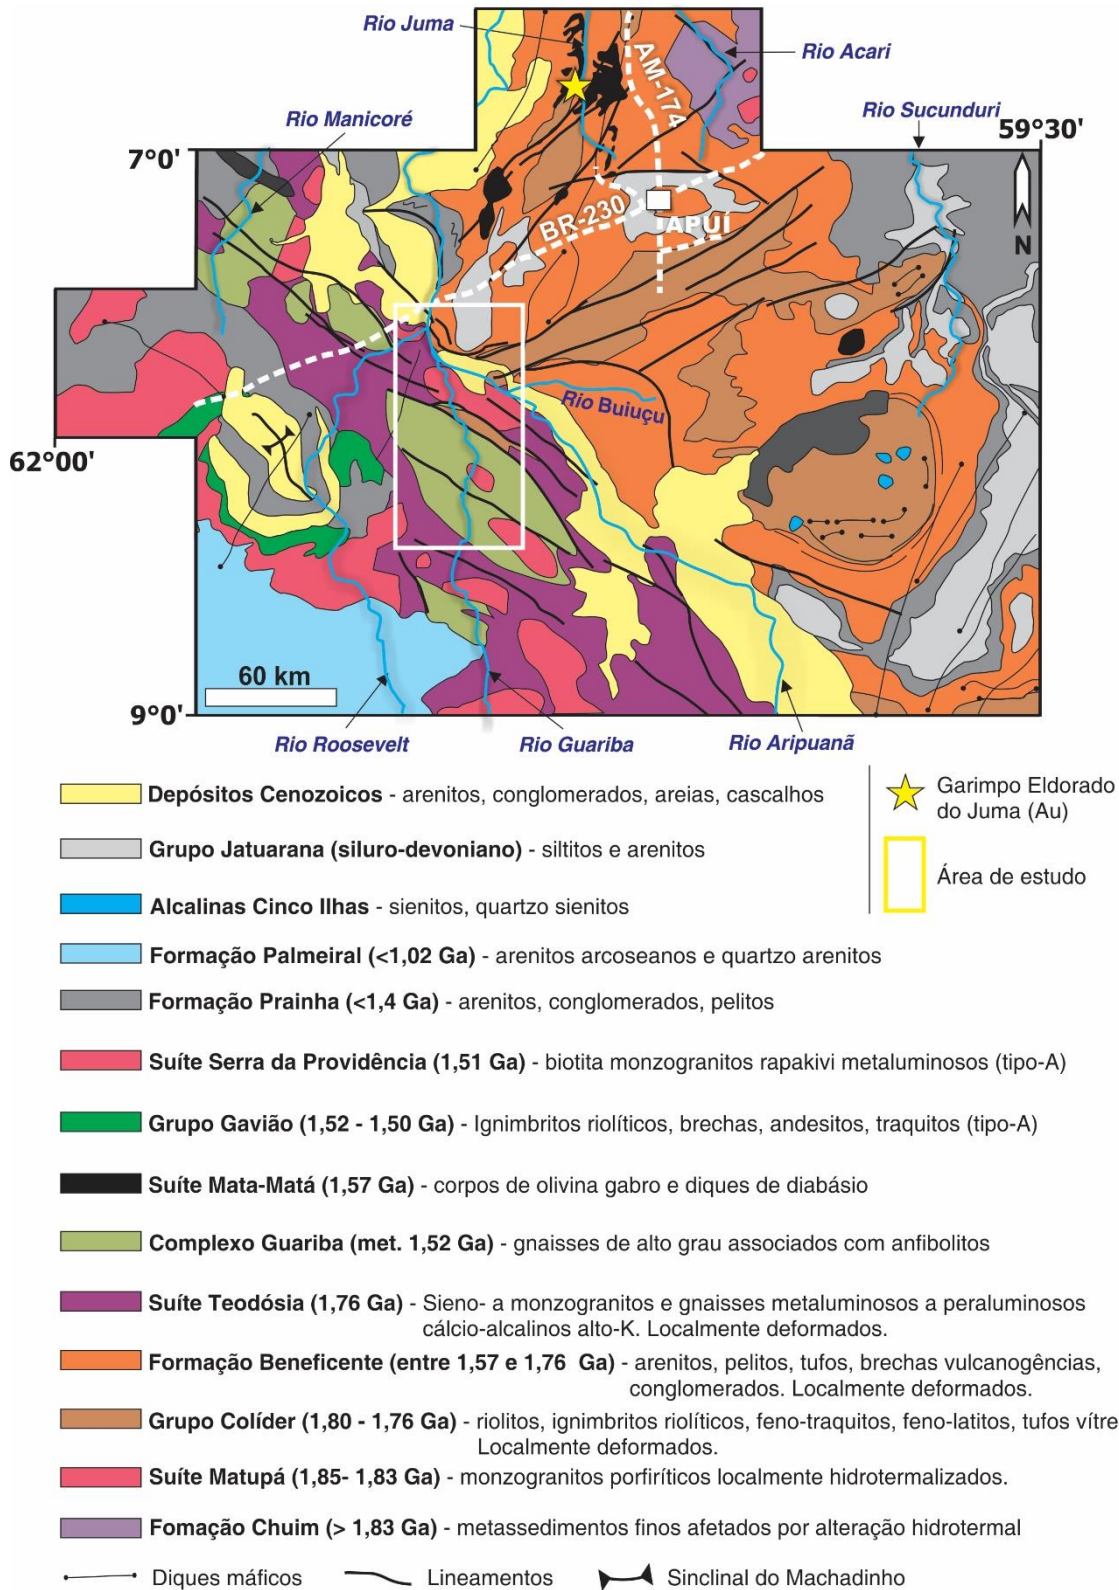 Rio Juma
AM-174
Rio Acari
Rio Manicoré
Rio Sucunduri
59°30'
7°0'
BR-230
APUÍ
N
Rio Buiuçu
62°00'
60 km
9°0'
Rio Roosevelt
Rio Guariba
Rio Aripuanã
Depósitos Cenozoicos - arenitos, conglomerados, areias, cascalhos
Garimpo Eldorado
do Juma (Au)
Grupo Jatuarana (siluro-devoniano) - siltitos e arenitos
Área de estudo
Alcalinas Cinco Ilhas - sienitos, quartzo sienitos
Formação Palmeiral (<1,02 Ga) - arenitos arcoseanos e quartzo arenitos
Formação Prainha (<1,4 Ga) - arenitos, conglomerados, pelitos
Suíte Serra da Providência (1,51 Ga) - biotita monzogranitos rapakivi metaluminosos (tipo-A)
Grupo Gavião (1,52 - 1,50 Ga) - Ignimbritos riolíticos, brechas, andesitos, traquitos (tipo-A)
Suíte Mata-Matá (1,57 Ga) - corpos de olivina gabro e diques de diabásio
Complexo Guariba (met. 1,52 Ga) - gnaisses de alto grau associados com anfibolitos
Suíte Teodósia (1,76 Ga) - Sieno- a monzogranitos e gnaisses metaluminosos a peraluminosos
cálcio-alcalinos alto-K. Localmente deformados.
Formação Beneficente (entre 1,57 e 1,76 Ga) - arenitos, pelitos, tufos, brechas vulcanogências,
conglomerados. Localmente deformados.
Grupo Colíder (1,80 - 1,76 Ga) - riolitos, ignimbritos riolíticos, feno-traquitos, feno-latitos, tufos vítre
Localmente deformados.
Suíte Matupá (1,85- 1,83 Ga) - monzogranitos porfiríticos localmente hidrotermalizados.
Fomação Chuim (> 1,83 Ga) - metassedimentos finos afetados por alteração hidrotermal
Diques máficos
Lineamentos
Sinclinal do Machadinho